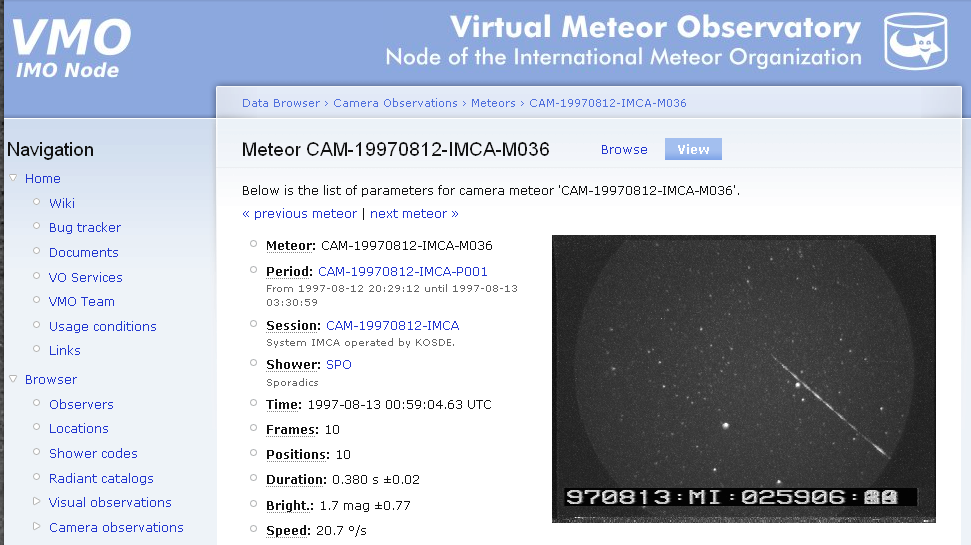 VMO
IMO Node
Virtual Meteor Observatory
Node of the International Meteor Organization
Data Browser › Camera Observations › Meteors › CAM-19970812-IMCA-M036
Navigation
Home
Wiki
Bug tracker
Documents
VO Services
VMO Team
Usage conditions
Links
Browser
Observers
Locations
Shower codes
Radiant catalogs
Visual observations
Camera observations
Meteor CAM-19970812-IMCA-M036
Browse
View
Below is the list of parameters for camera meteor 'CAM-19970812-IMCA-M036'.
« previous meteor | next meteor »
Meteor: CAM-19970812-IMCA-M036
Period: CAM-19970812-IMCA-P001
From 1997-08-12 20:29:12 until 1997-08-13
03:30:59
Session: CAM-19970812-IMCA
System IMCA operated by KOSDE.
Shower: SPO
Sporadics
Time: 1997-08-13 00:59:04.63 UTC
Frames: 10
Positions: 10
Duration: 0.380 s ±0.02
Bright.: 1.7 mag ±0.77
Speed: 20.7 °/s
970813:MI:025906: